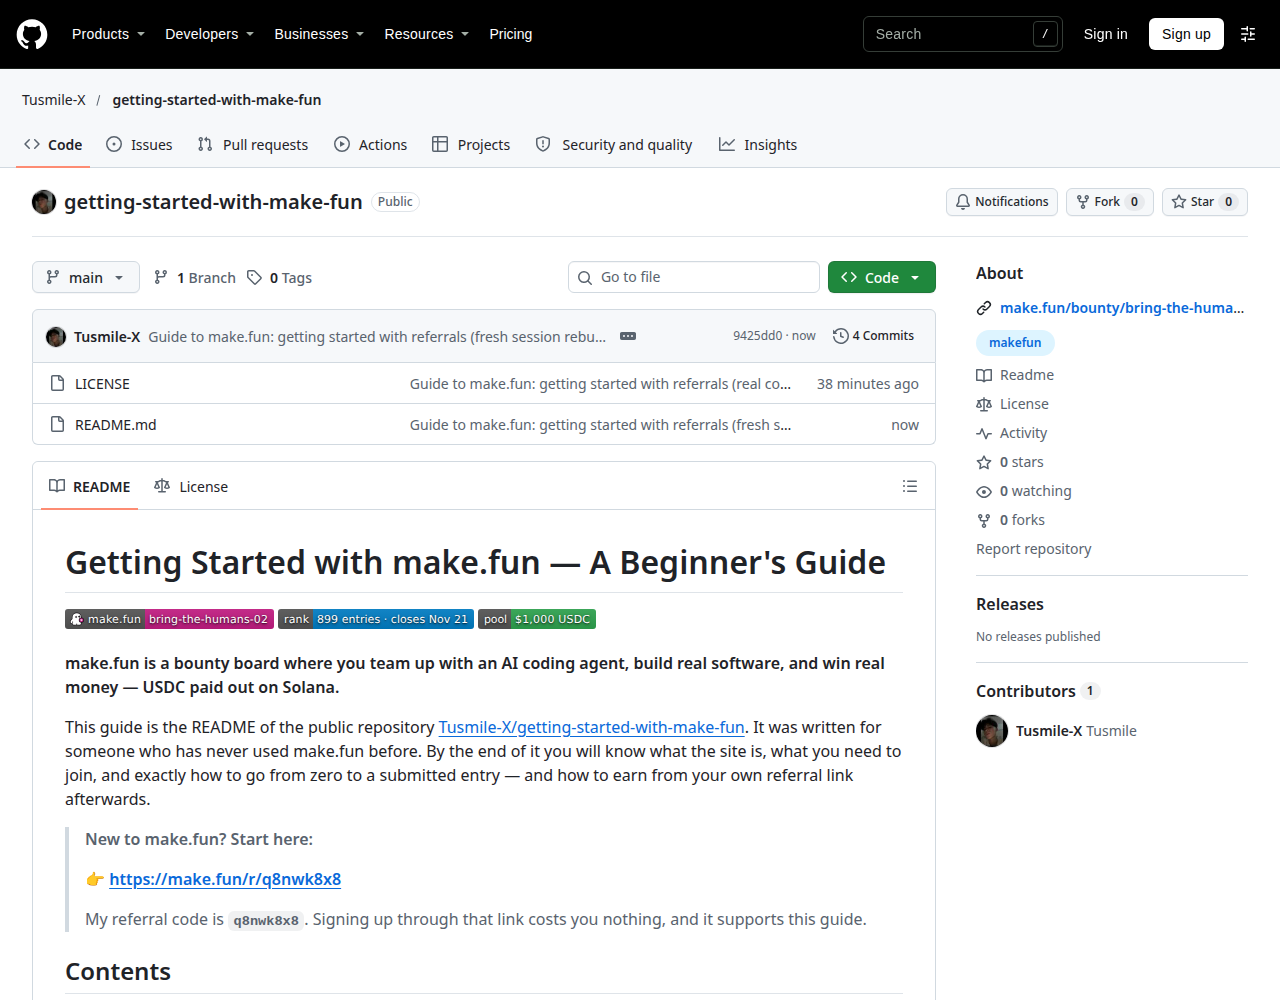 Products
Developers
Businesses
Resources
Pricing
Search
/
Sign in
Sign up
Tusmile-X / getting-started-with-make-fun
Code
Issues
Pull requests
Actions
Projects
Security and quality
Insights
getting-started-with-make-fun
Public
Notifications
Fork 0
Star 0
main
1 Branch
0 Tags
Go to file
Code
Tusmile-X Guide to make.fun: getting started with referrals (fresh session rebu...
9425dd0 · now
4 Commits
LICENSE
Guide to make.fun: getting started with referrals (real co...
38 minutes ago
README.md
Guide to make.fun: getting started with referrals (fresh s...
now
README
License
Getting Started with make.fun — A Beginner's Guide
make.fun bring-the-humans-02
rank 899 entries · closes Nov 21
pool $1,000 USDC
make.fun is a bounty board where you team up with an AI coding agent, build real software, and win real
money — USDC paid out on Solana.
This guide is the README of the public repository Tusmile-X/getting-started-with-make-fun. It was written for
someone who has never used make.fun before. By the end of it you will know what the site is, what you need to
join, and exactly how to go from zero to a submitted entry — and how to earn from your own referral link
afterwards.
New to make.fun? Start here:
👉 https://make.fun/r/q8nwk8x8
My referral code is q8nwk8x8. Signing up through that link costs you nothing, and it supports this guide.
Contents
About
make.fun/bounty/bring-the-huma...
makefun
Readme
License
Activity
0 stars
0 watching
0 forks
Report repository
Releases
No releases published
Contributors 1
Tusmile-X Tusmile